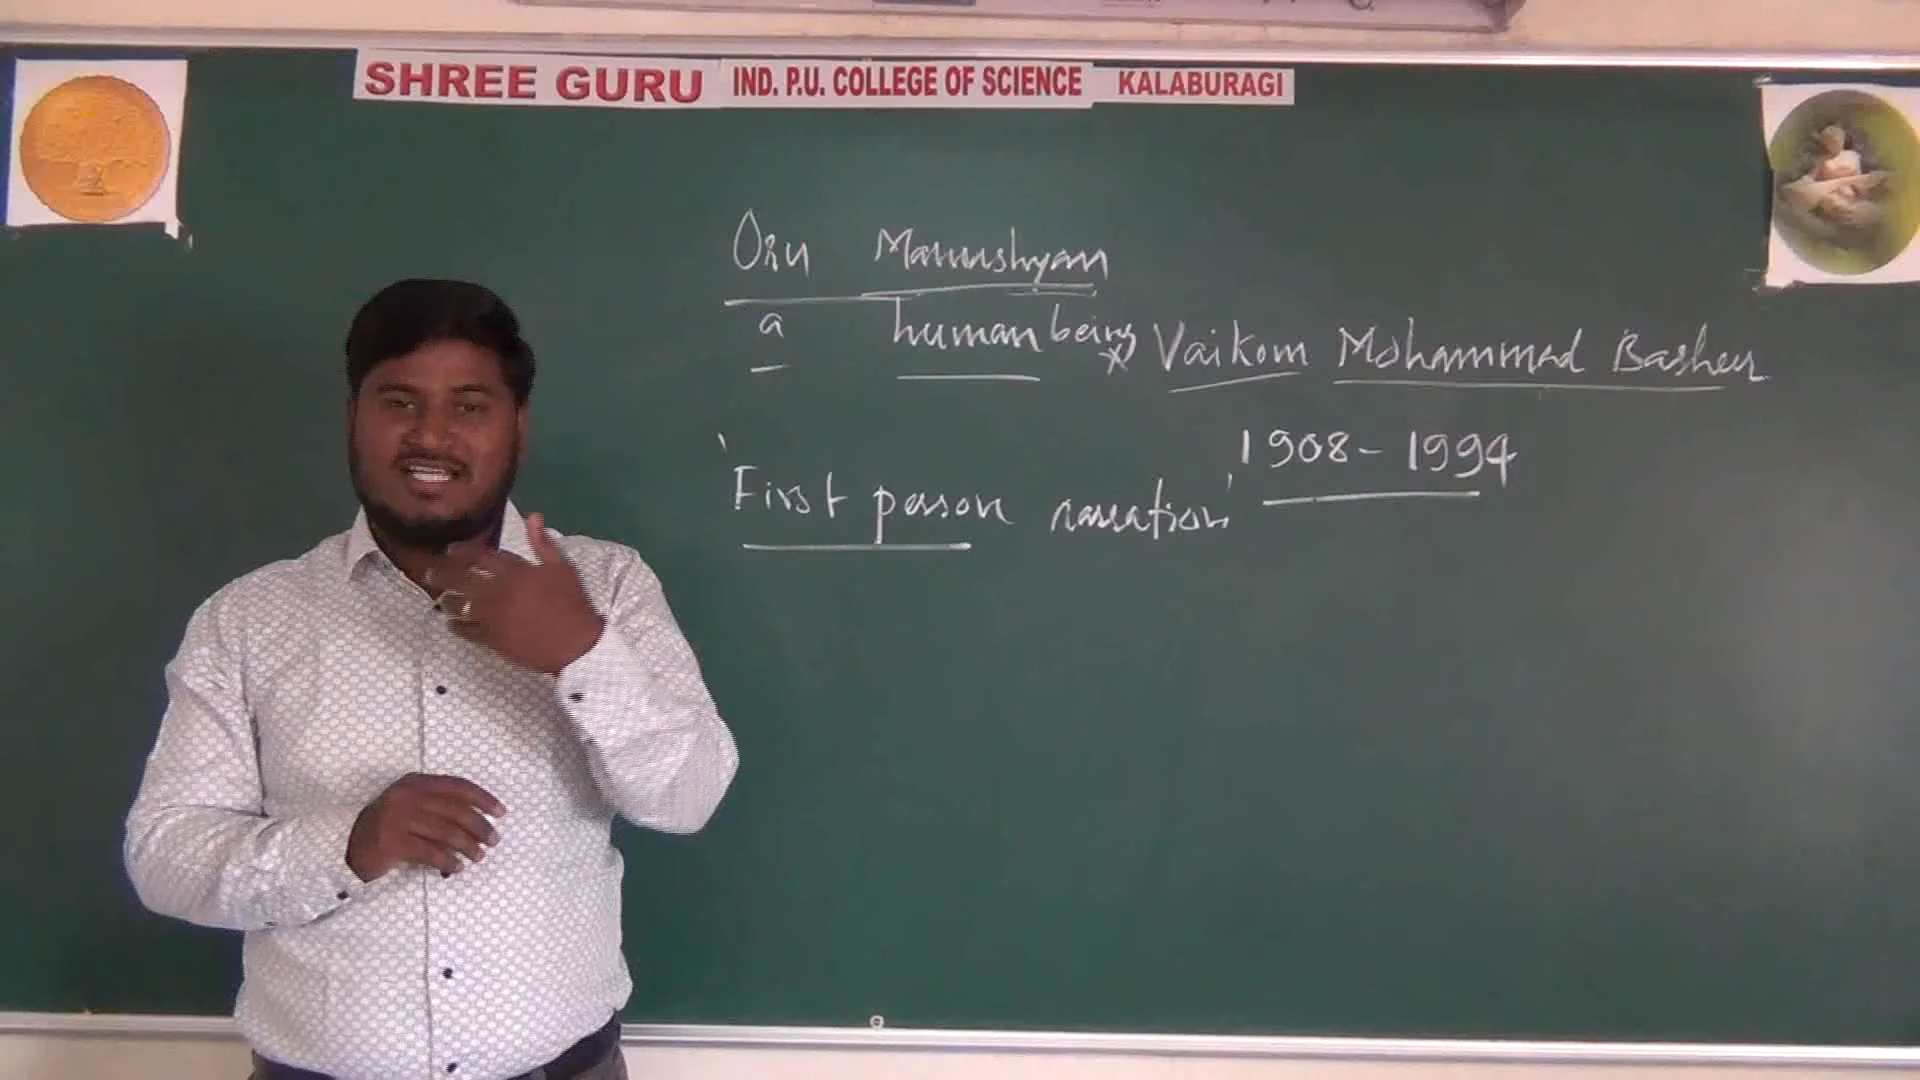 SHREE GURU IND. P.U. COLLEGE OF SCIENCE KALABURAGI
Oru Manushyan
a human being
* Vaikom Mohammad Basheer
1908 - 1994
'First person narration'